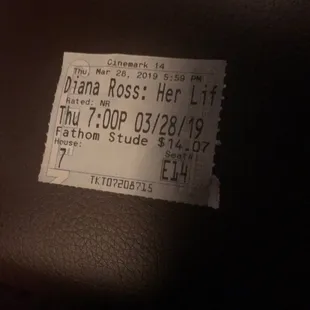 Cinemark 14
Thu, Mar 28, 2019 5:59 PM
Diana Ross: Her Lif
Rated: NR
Thu 7:00P 03/28/19
Fathom Stude $14.07
House: Seat:
7 E14
TKT07208715